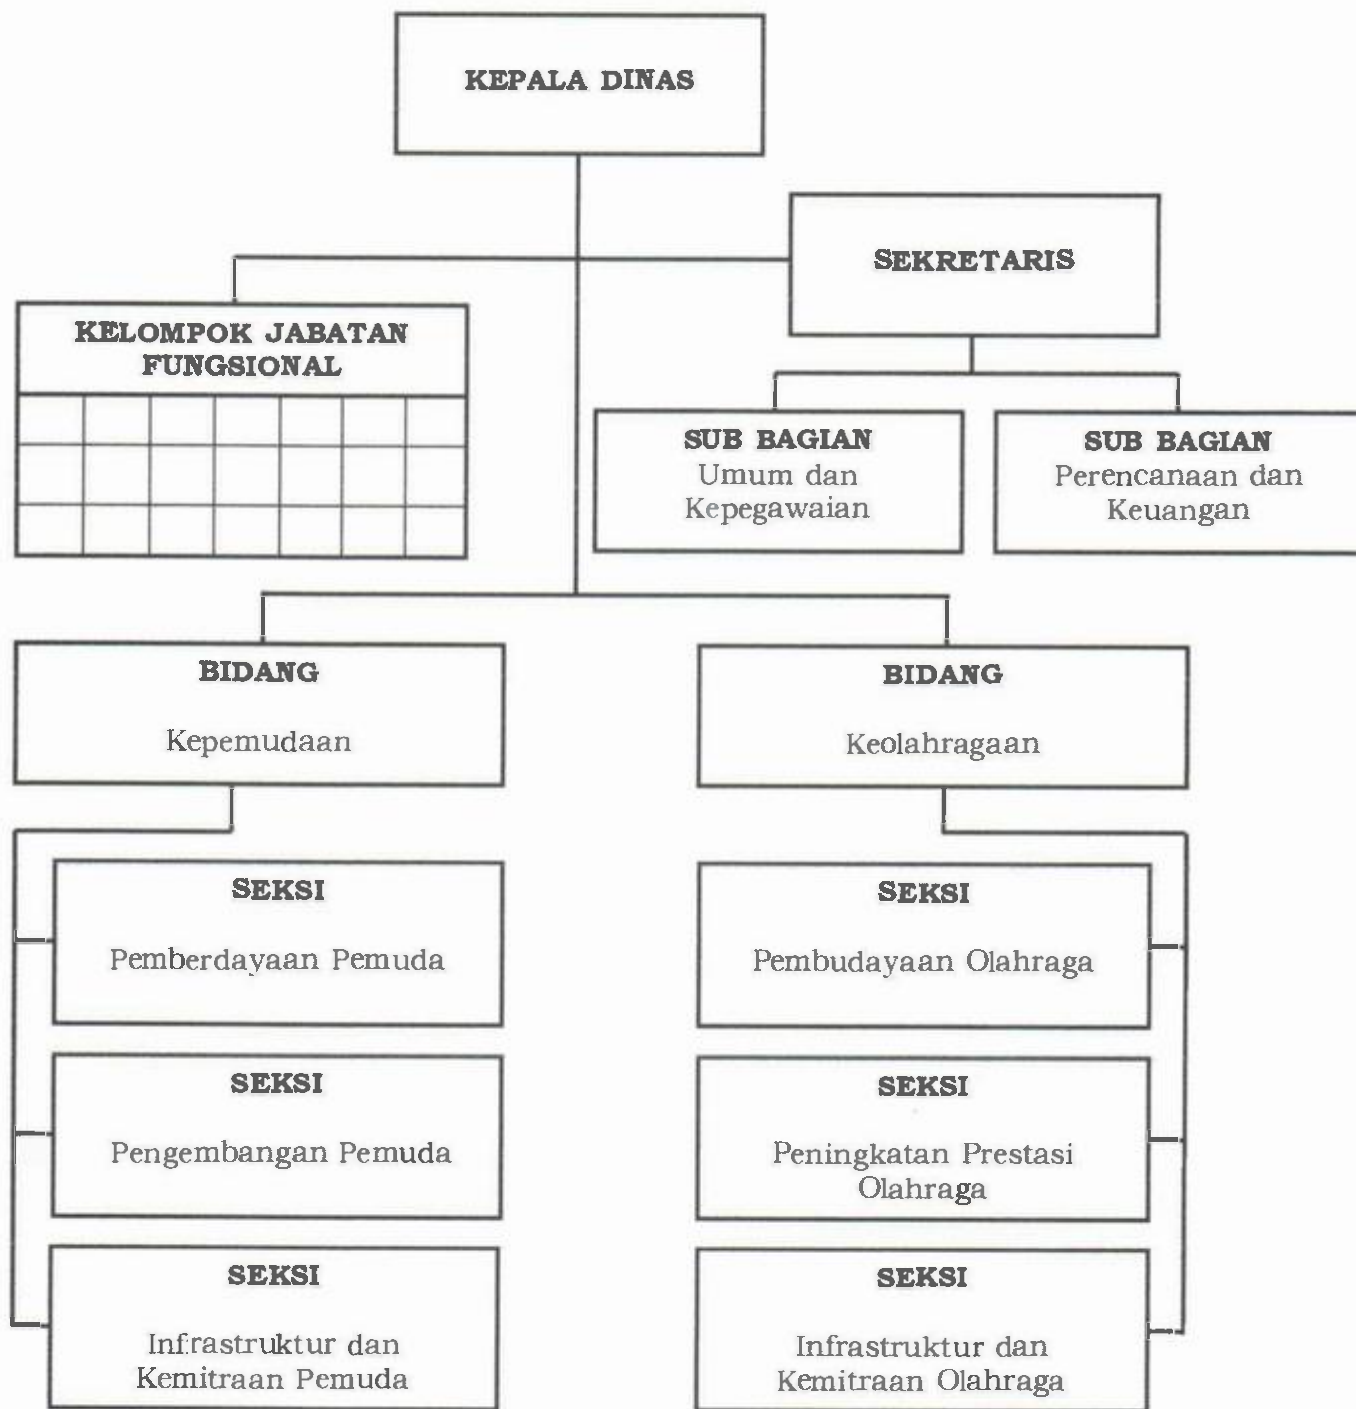 KEPALA DINAS
SEKRETARIS
KELOMPOK JABATAN
FUNGSIONAL
SUB BAGIAN
Umum dan
Kepegawaian
SUB BAGIAN
Perencanaan dan
Keuangan
BIDANG
Kepemudaan
BIDANG
Keolahragaan
SEKSI
Pemberdayaan Pemuda
SEKSI
Pengembangan Pemuda
SEKSI
Infrastruktur dan
Kemitraan Pemuda
SEKSI
Pembudayaan Olahraga
SEKSI
Peningkatan Prestasi
Olahraga
SEKSI
Infrastruktur dan
Kemitraan Olahraga